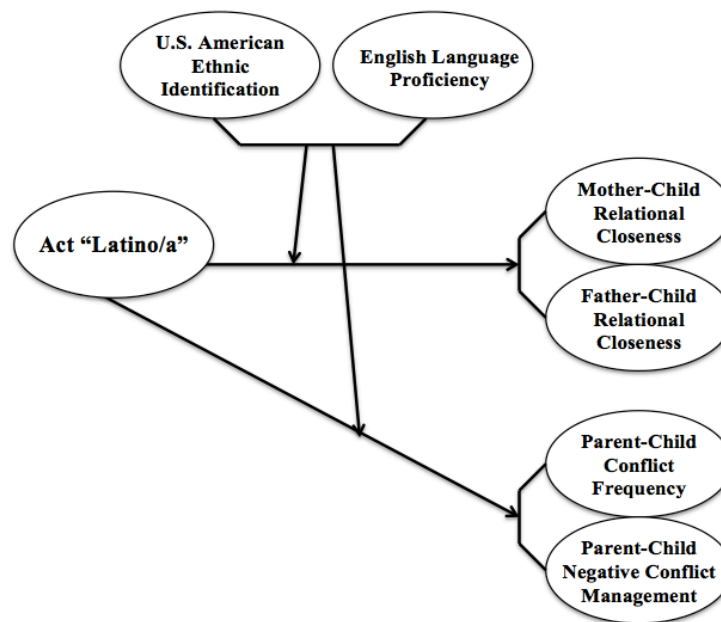 U.S. American
Ethnic
Identification
English Language
Proficiency
Act “Latino/a”
Mother-Child
Relational
Closeness
Father-Child
Relational
Closeness
Parent-Child
Conflict
Frequency
Parent-Child
Negative Conflict
Management